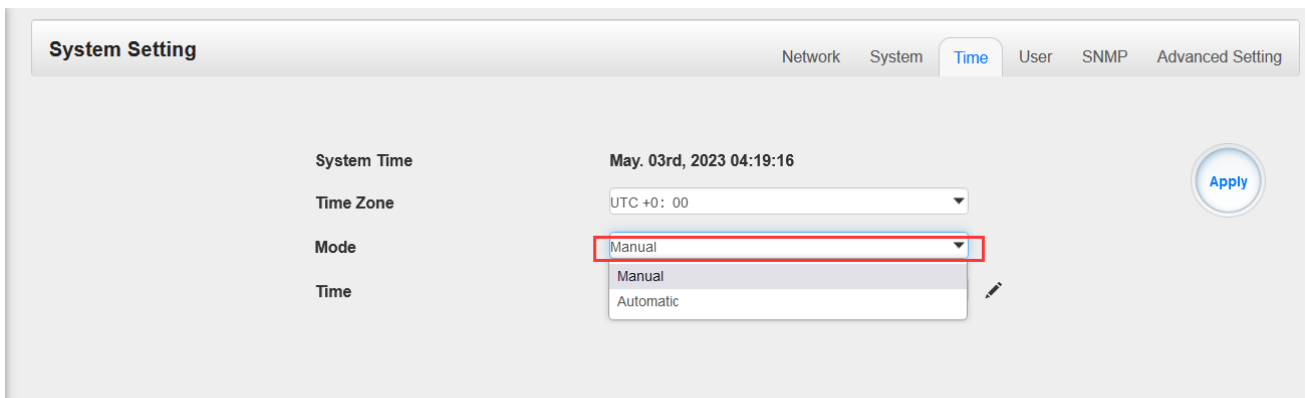 System Setting
Network System Time User SNMP Advanced Setting
System Time May. 03rd, 2023 04:19:16
Apply
Time Zone UTC +0: 00
Mode Manual
Manual
Time
Automatic